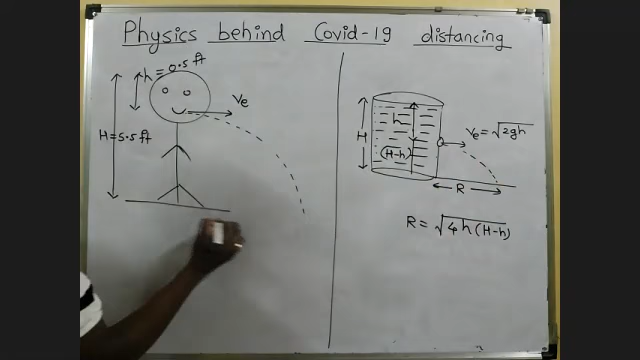 Physics behind Covid-19 distancing
h = 0.5 ft
Ve
H = 5.5 ft
H
h
(H-h)
Ve = √2gh
R
R = √4h(H-h)